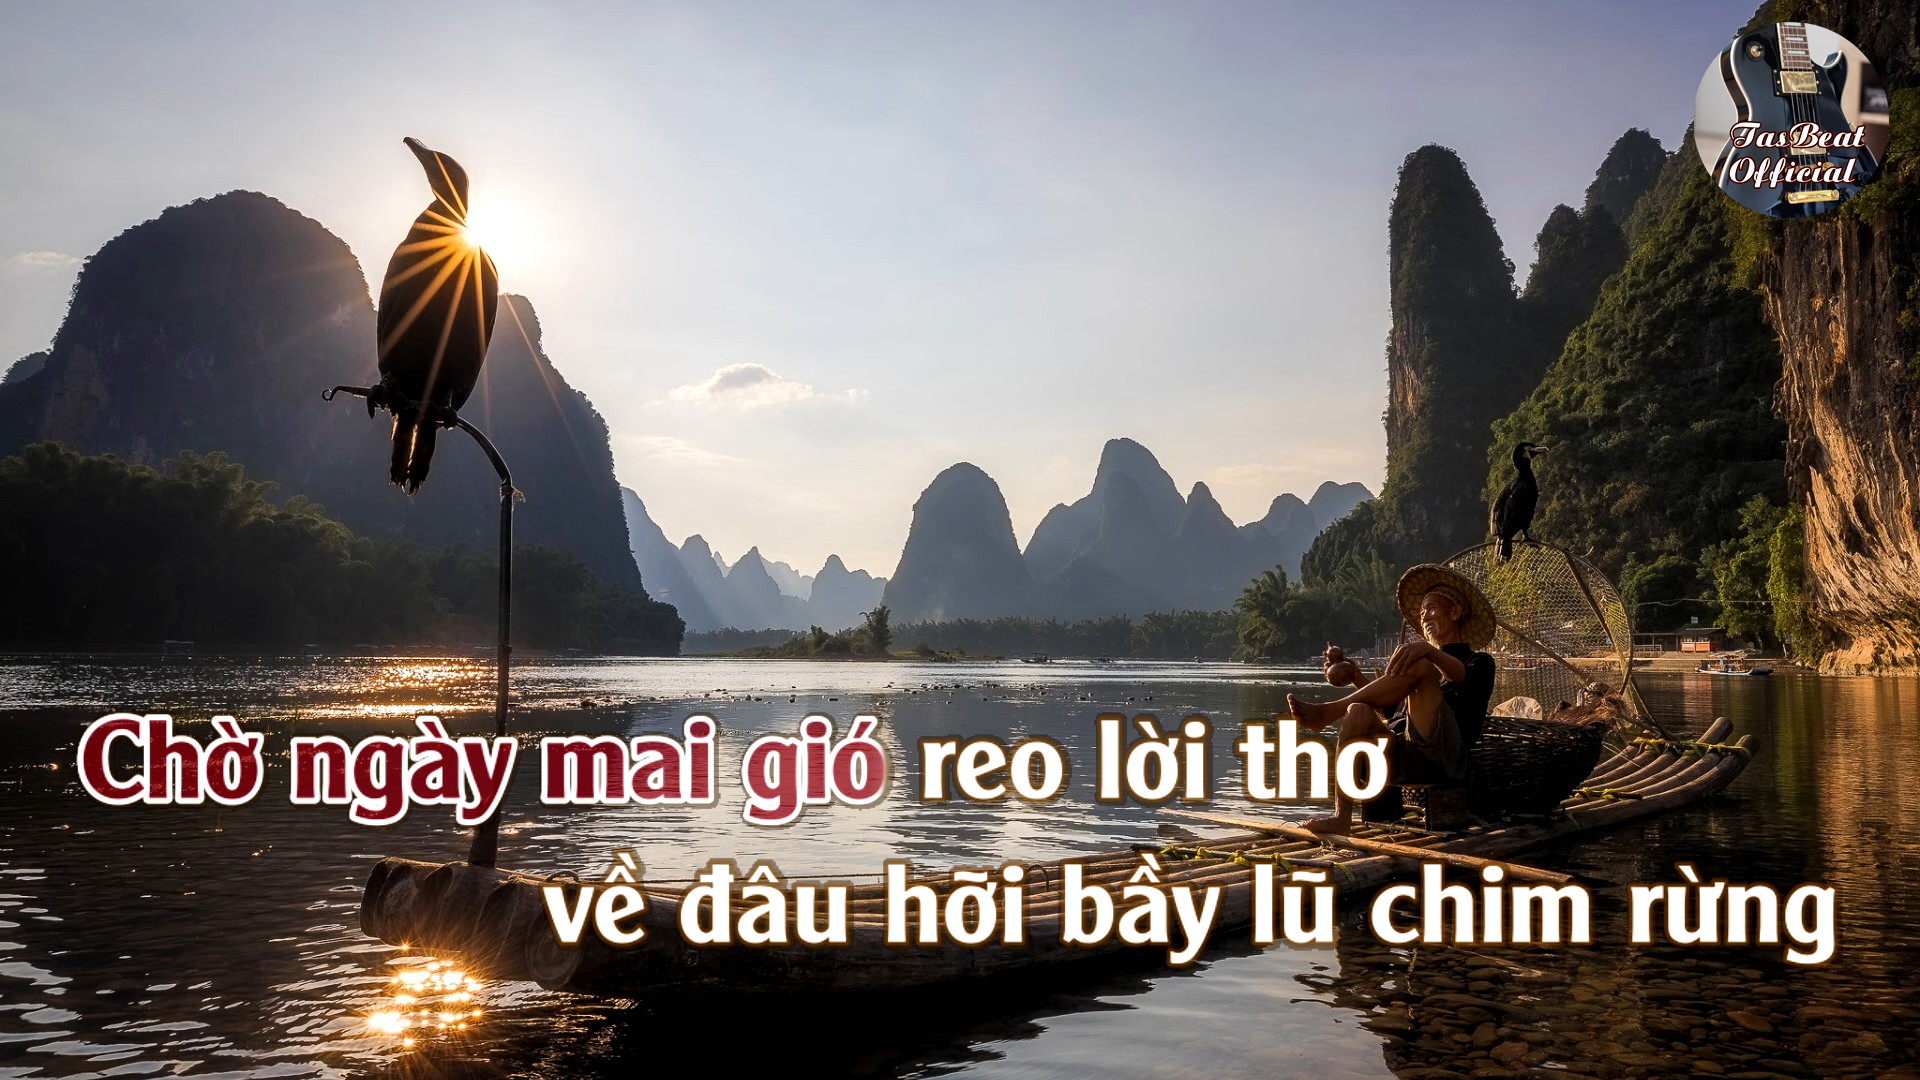 TasBeat
Official
Chờ ngày mai gió reo lời thơ
về đâu hỡi bầy lũ chim rừng